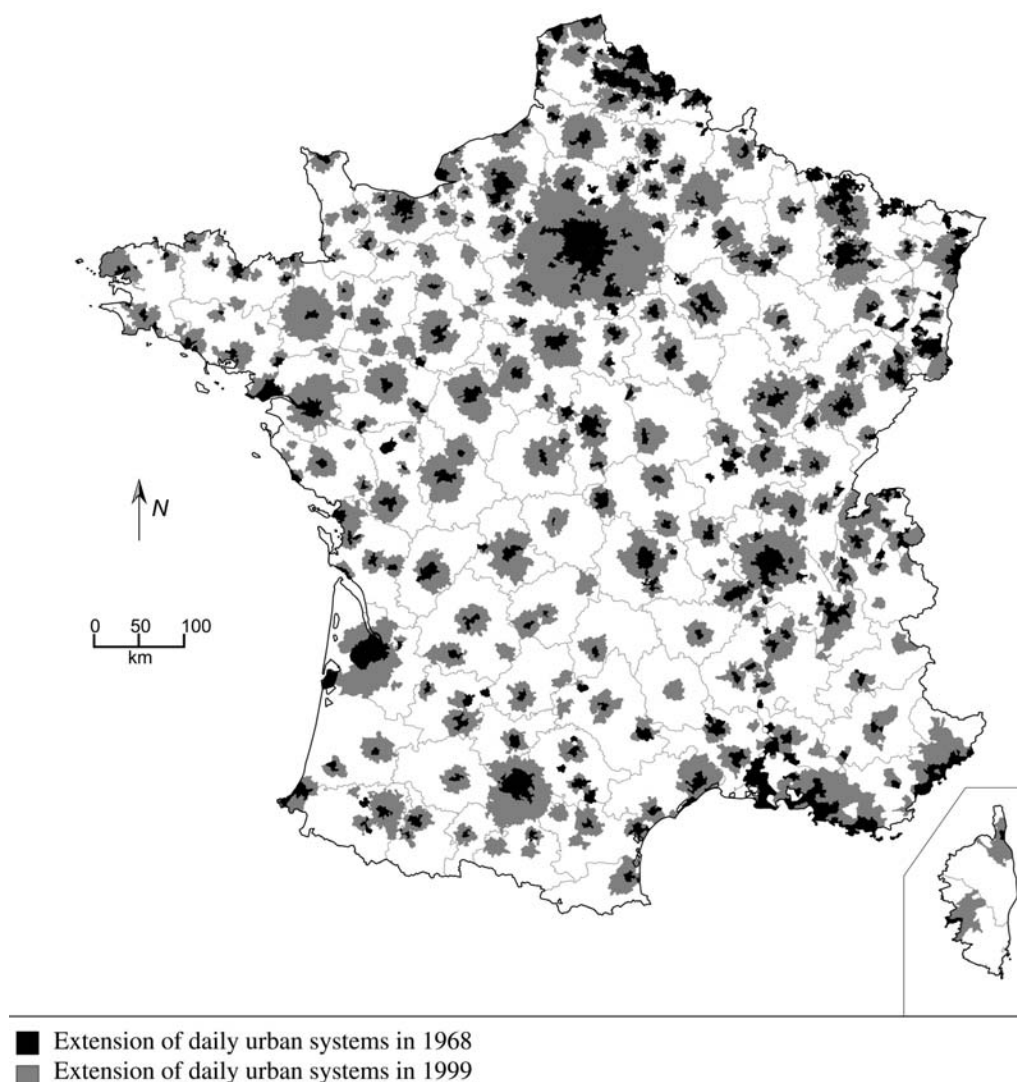 N
0 50 100
km
Extension of daily urban systems in 1968
Extension of daily urban systems in 1999